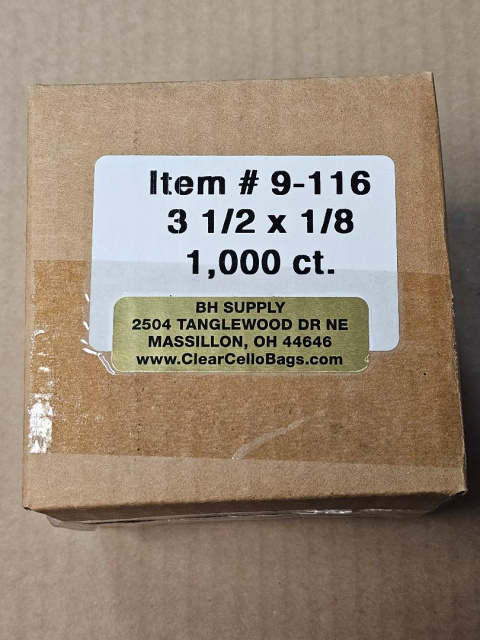 Item # 9-116
3 1/2 x 1/8
1,000 ct.
BH SUPPLY
2504 TANGLEWOOD DR NE
MASSILLON, OH 44646
www.ClearCelloBags.com